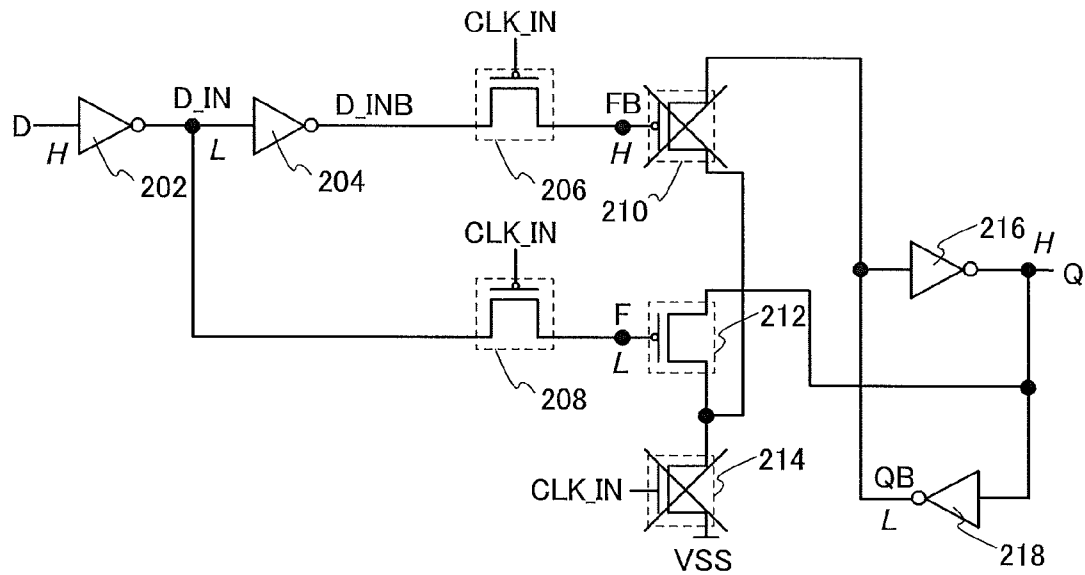 CLK_IN
D
H
202
D_IN
L
204
D_INB
206
FB
H
210
216
H
Q
CLK_IN
208
F
L
212
CLK_IN
214
VSS
QB
L
218